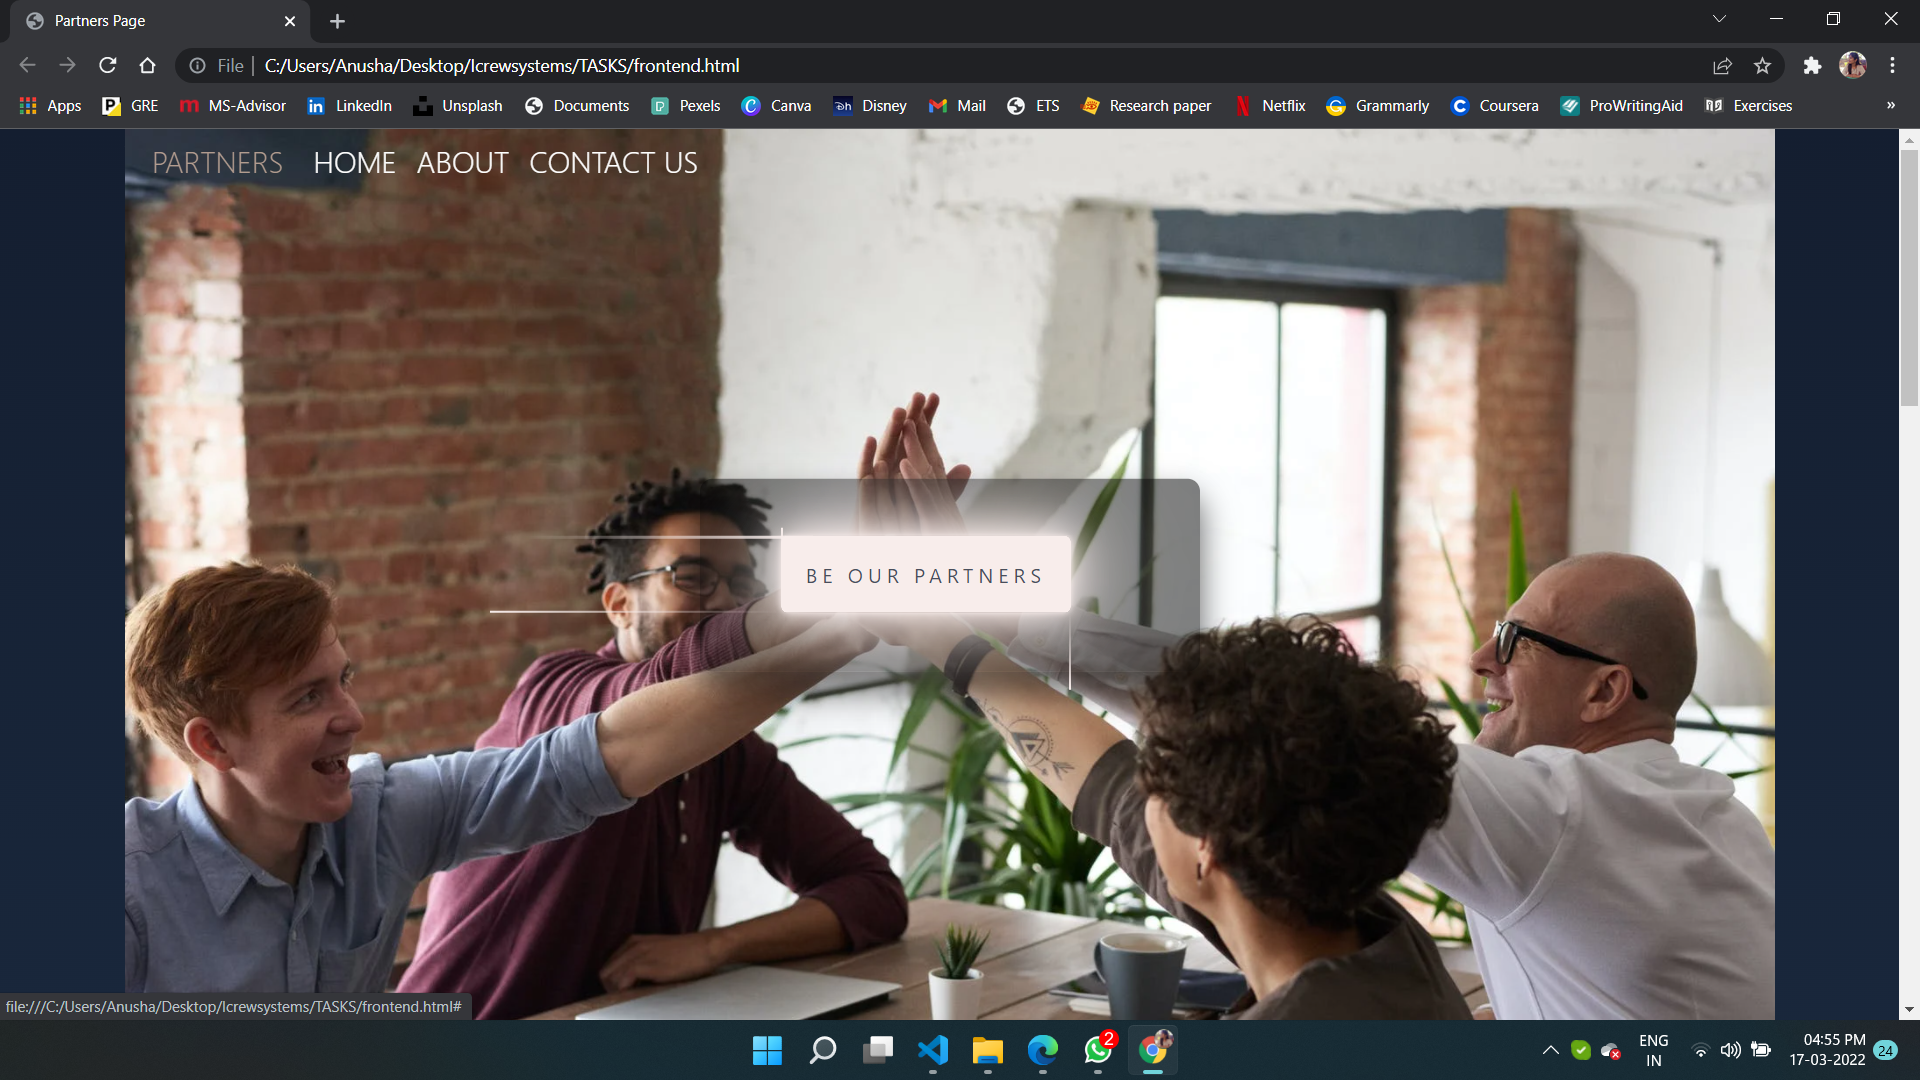 Partners Page
File
C:/Users/Anusha/Desktop/Icrewsystems/TASKS/frontend.html
Apps GRE MS-Advisor LinkedIn Unsplash Documents Pexels Canva Disney Mail ETS Research paper Netflix Grammarly Coursera ProWritingAid Exercises »
PARTNERS HOME ABOUT CONTACT US
BE OUR PARTNERS
file:///C:/Users/Anusha/Desktop/Icrewsystems/TASKS/frontend.html#
2
ENG
IN
04:55 PM
17-03-2022
24